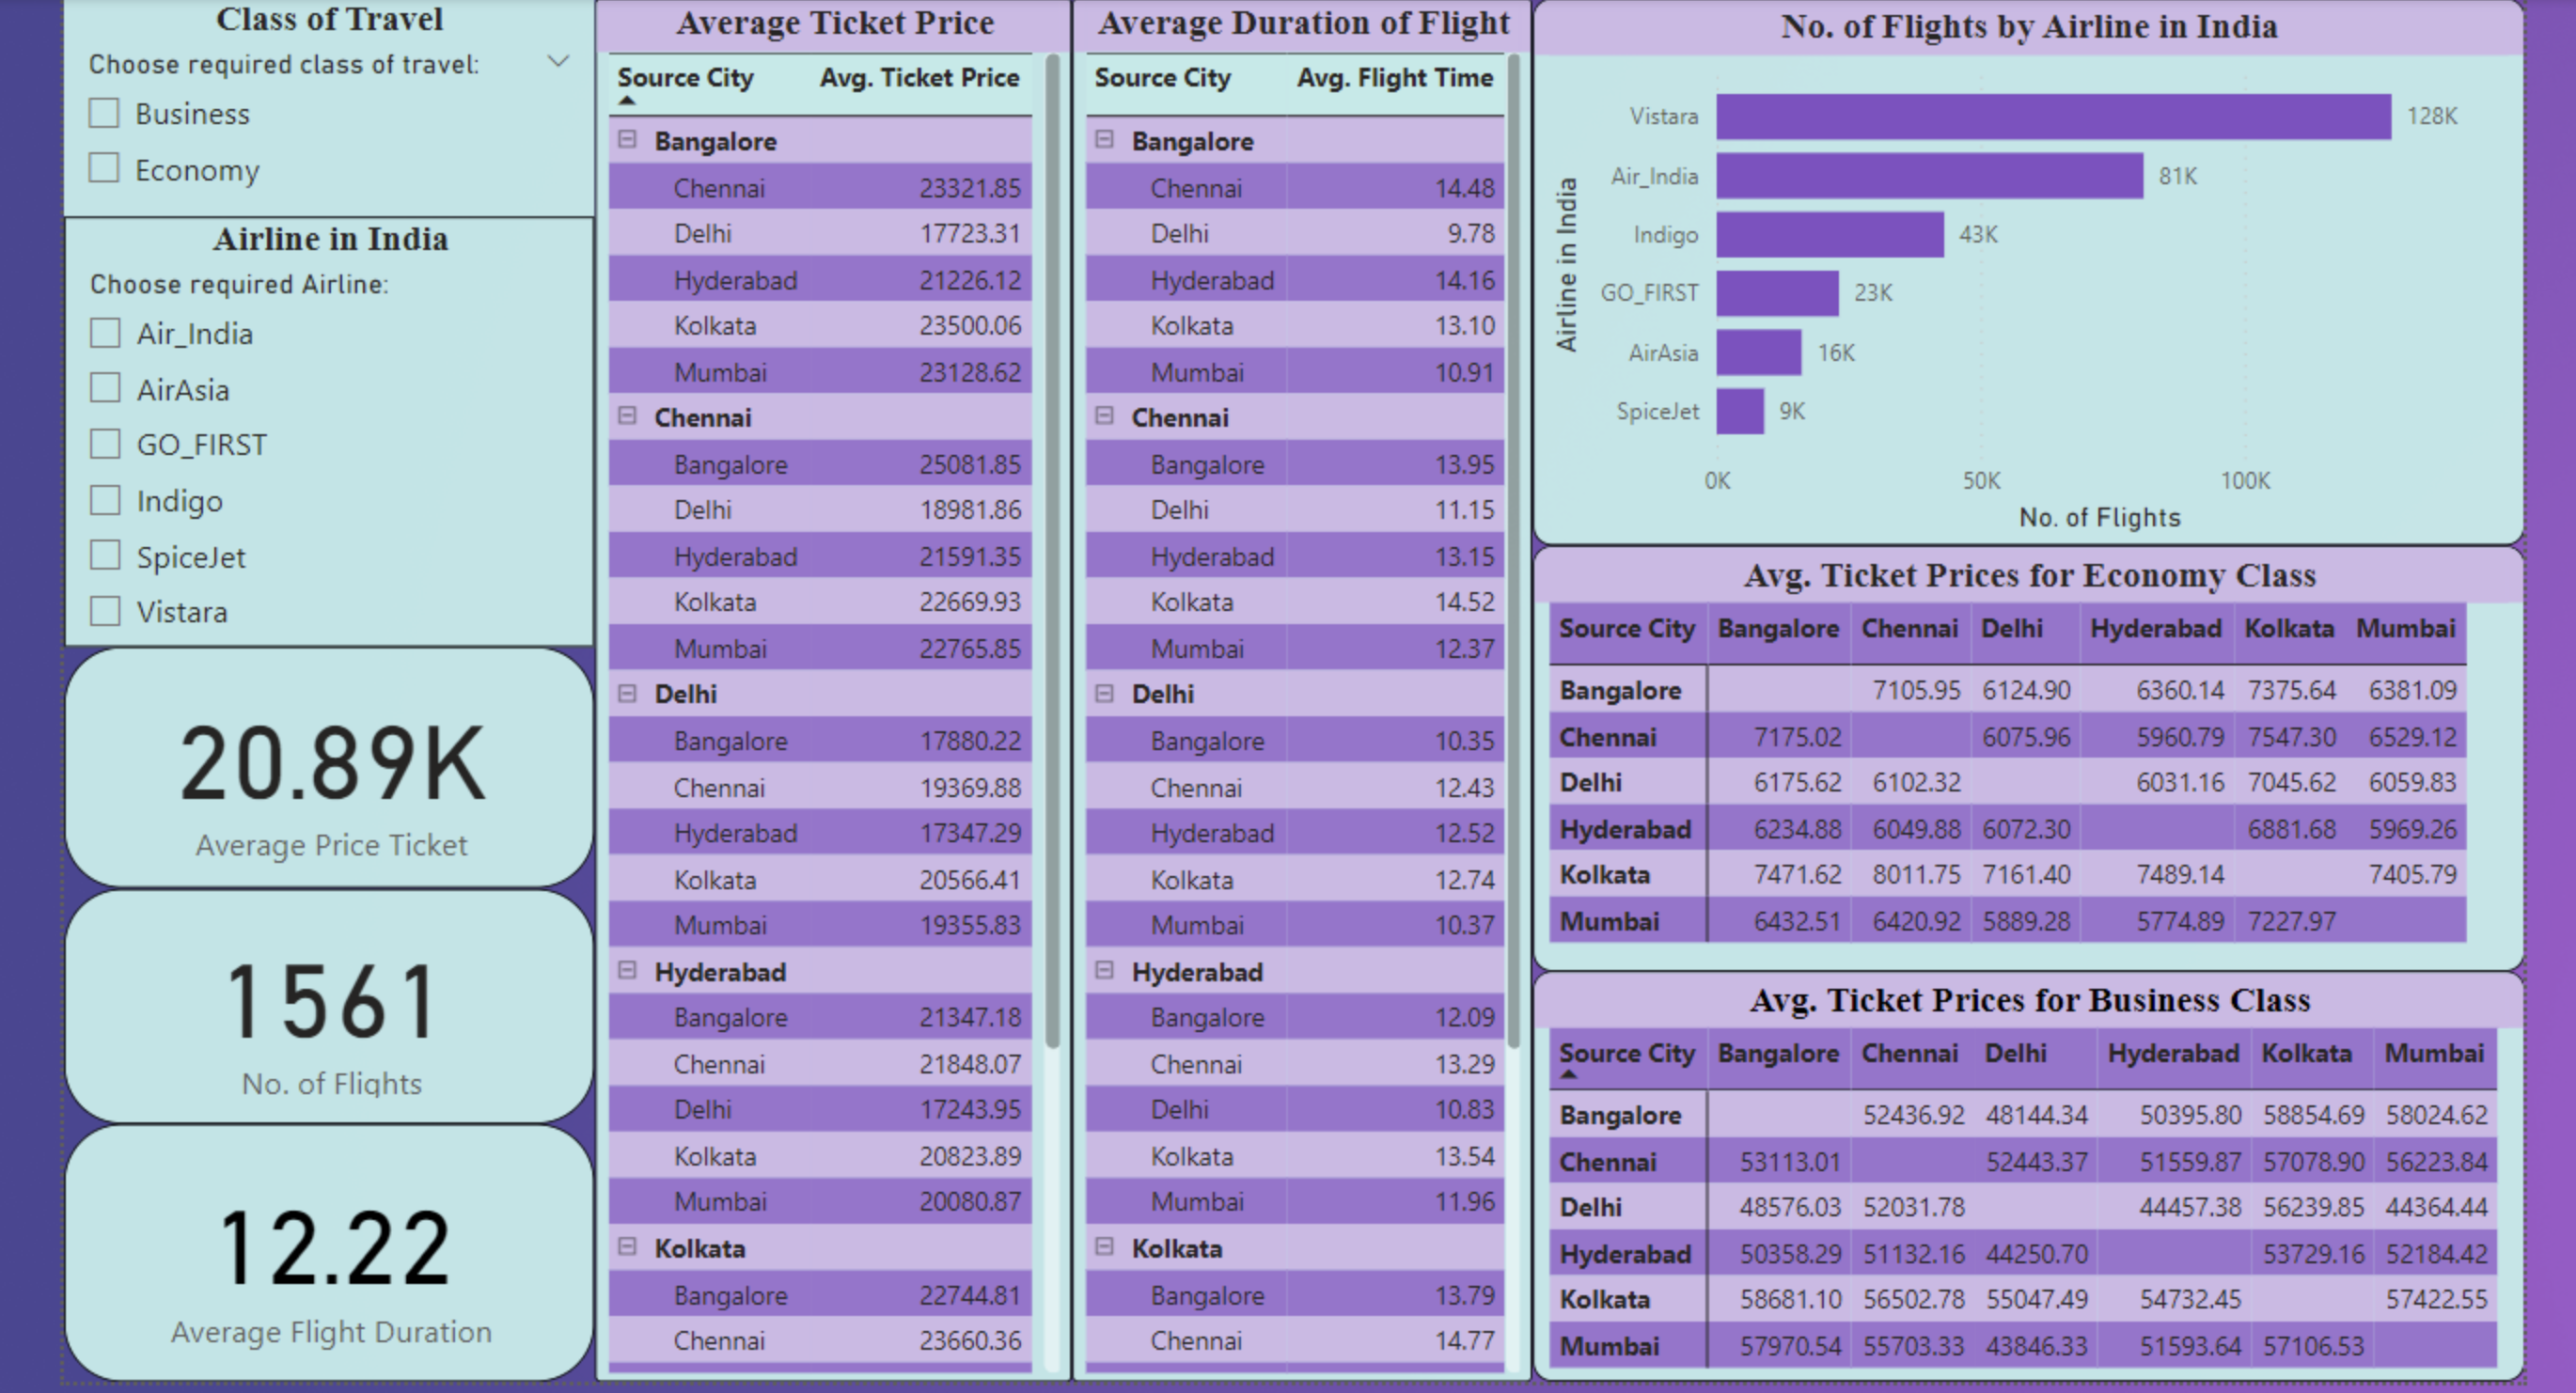 Class of Travel
Choose required class of travel:
Business
Economy
Airline in India
Choose required Airline:
Air_India
AirAsia
GO_FIRST
Indigo
SpiceJet
Vistara
20.89K
Average Price Ticket
1561
No. of Flights
12.22
Average Flight Duration
Average Ticket Price
Source City Avg. Ticket Price
Bangalore
Chennai 23321.85
Delhi 17723.31
Hyderabad 21226.12
Kolkata 23500.06
Mumbai 23128.62
Chennai
Bangalore 25081.85
Delhi 18981.86
Hyderabad 21591.35
Kolkata 22669.93
Mumbai 22765.85
Delhi
Bangalore 17880.22
Chennai 19369.88
Hyderabad 17347.29
Kolkata 20566.41
Mumbai 19355.83
Hyderabad
Bangalore 21347.18
Chennai 21848.07
Delhi 17243.95
Kolkata 20823.89
Mumbai 20080.87
Kolkata
Bangalore 22744.81
Chennai 23660.36
Average Duration of Flight
Source City Avg. Flight Time
Bangalore
Chennai 14.48
Delhi 9.78
Hyderabad 14.16
Kolkata 13.10
Mumbai 10.91
Chennai
Bangalore 13.95
Delhi 11.15
Hyderabad 13.15
Kolkata 14.52
Mumbai 12.37
Delhi
Bangalore 10.35
Chennai 12.43
Hyderabad 12.52
Kolkata 12.74
Mumbai 10.37
Hyderabad
Bangalore 12.09
Chennai 13.29
Delhi 10.83
Kolkata 13.54
Mumbai 11.96
Kolkata
Bangalore 13.79
Chennai 14.77
No. of Flights by Airline in India
Airline in India
Vistara 128K
Air_India 81K
Indigo 43K
GO_FIRST 23K
AirAsia 16K
SpiceJet 9K
0K 50K 100K
No. of Flights
Avg. Ticket Prices for Economy Class
Source City Bangalore Chennai Delhi Hyderabad Kolkata Mumbai
Bangalore 7105.95 6124.90 6360.14 7375.64 6381.09
Chennai 7175.02 6075.96 5960.79 7547.30 6529.12
Delhi 6175.62 6102.32 6031.16 7045.62 6059.83
Hyderabad 6234.88 6049.88 6072.30 6881.68 5969.26
Kolkata 7471.62 8011.75 7161.40 7489.14 7405.79
Mumbai 6432.51 6420.92 5889.28 5774.89 7227.97
Avg. Ticket Prices for Business Class
Source City Bangalore Chennai Delhi Hyderabad Kolkata Mumbai
Bangalore 52436.92 48144.34 50395.80 58854.69 58024.62
Chennai 53113.01 52443.37 51559.87 57078.90 56223.84
Delhi 48576.03 52031.78 44457.38 56239.85 44364.44
Hyderabad 50358.29 51132.16 44250.70 53729.16 52184.42
Kolkata 58681.10 56502.78 55047.49 54732.45 57422.55
Mumbai 57970.54 55703.33 43846.33 51593.64 57106.53